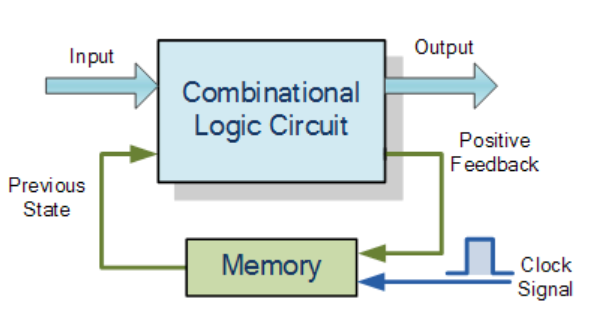 Input
Output
Combinational
Logic Circuit
Positive
Feedback
Previous
State
Memory
Clock
Signal